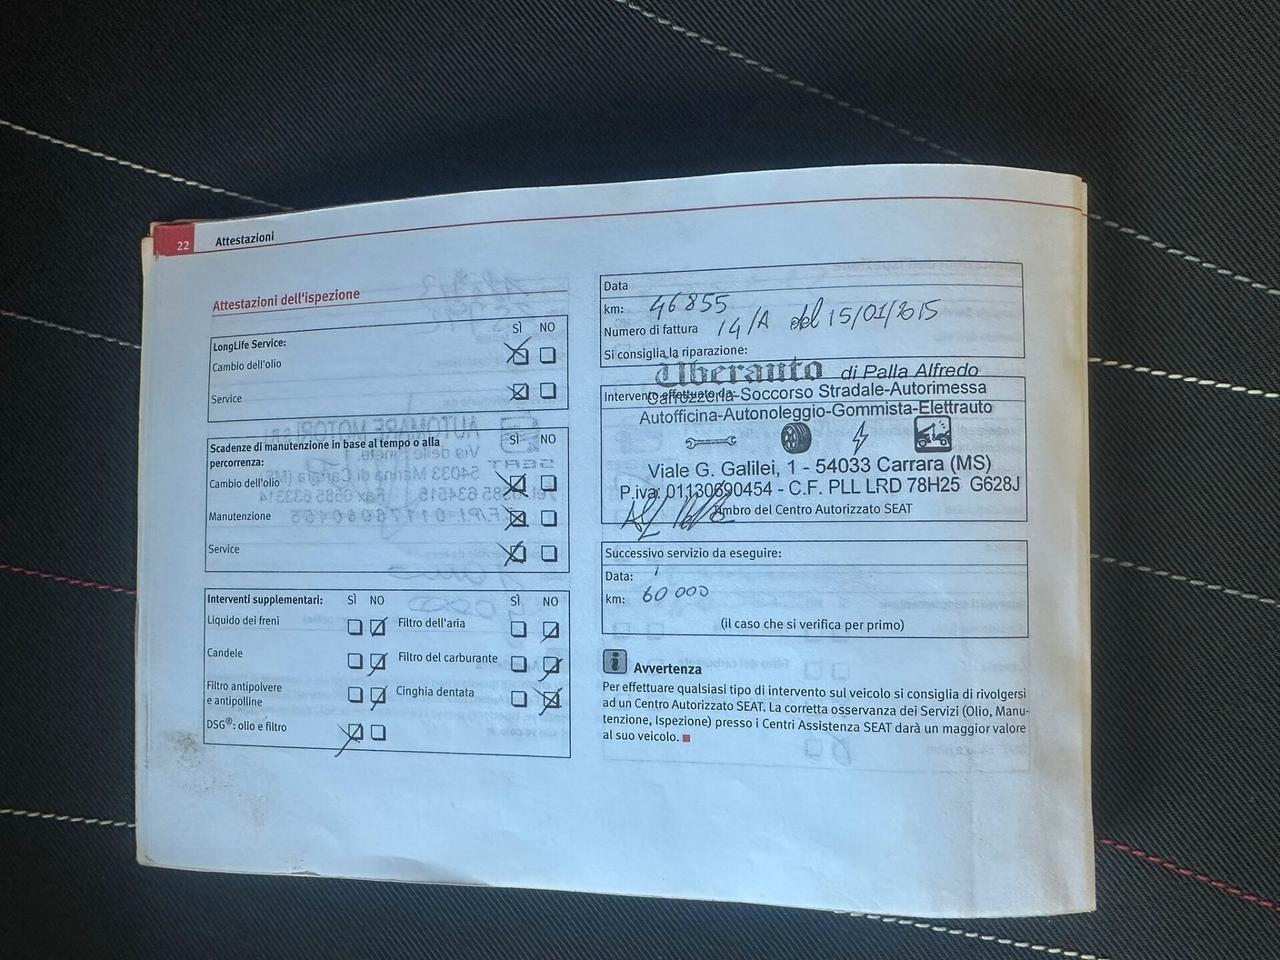 22 Attestazioni
Attestazioni dell'ispezione
SÌ NO
LongLife Service:
Cambio dell'olio
Service
SÌ NO
Scadenze di manutenzione in base al tempo o alla
percorrenza:
Cambio dell'olio
Manutenzione
Service
Interventi supplementari: SÌ NO SÌ NO
Liquido dei freni Filtro dell'aria
Candele Filtro del carburante
Filtro antipolvere
e antipolline Cinghia dentata
DSG®: olio e filtro
Data
km: 46855
Numero di fattura 14/A del 15/01/2015
Si consiglia la riparazione:
Uberauto di Palla Alfredo
Intervento effettuato da:
Carrozzeria-Soccorso Stradale-Autorimessa
Autofficina-Autonoleggio-Gommista-Elettrauto
Viale G. Galilei, 1 - 54033 Carrara (MS)
P.iva: 01130690454 - C.F. PLL LRD 78H25 G628J
Timbro del Centro Autorizzato SEAT
Successivo servizio da eseguire:
Data:
km: 60000
(il caso che si verifica per primo)
i Avvertenza
Per effettuare qualsiasi tipo di intervento sul veicolo si consiglia di rivolgersi
ad un Centro Autorizzato SEAT. La corretta osservanza dei Servizi (Olio, Manu-
tenzione, Ispezione) presso i Centri Assistenza SEAT darà un maggior valore
al suo veicolo.